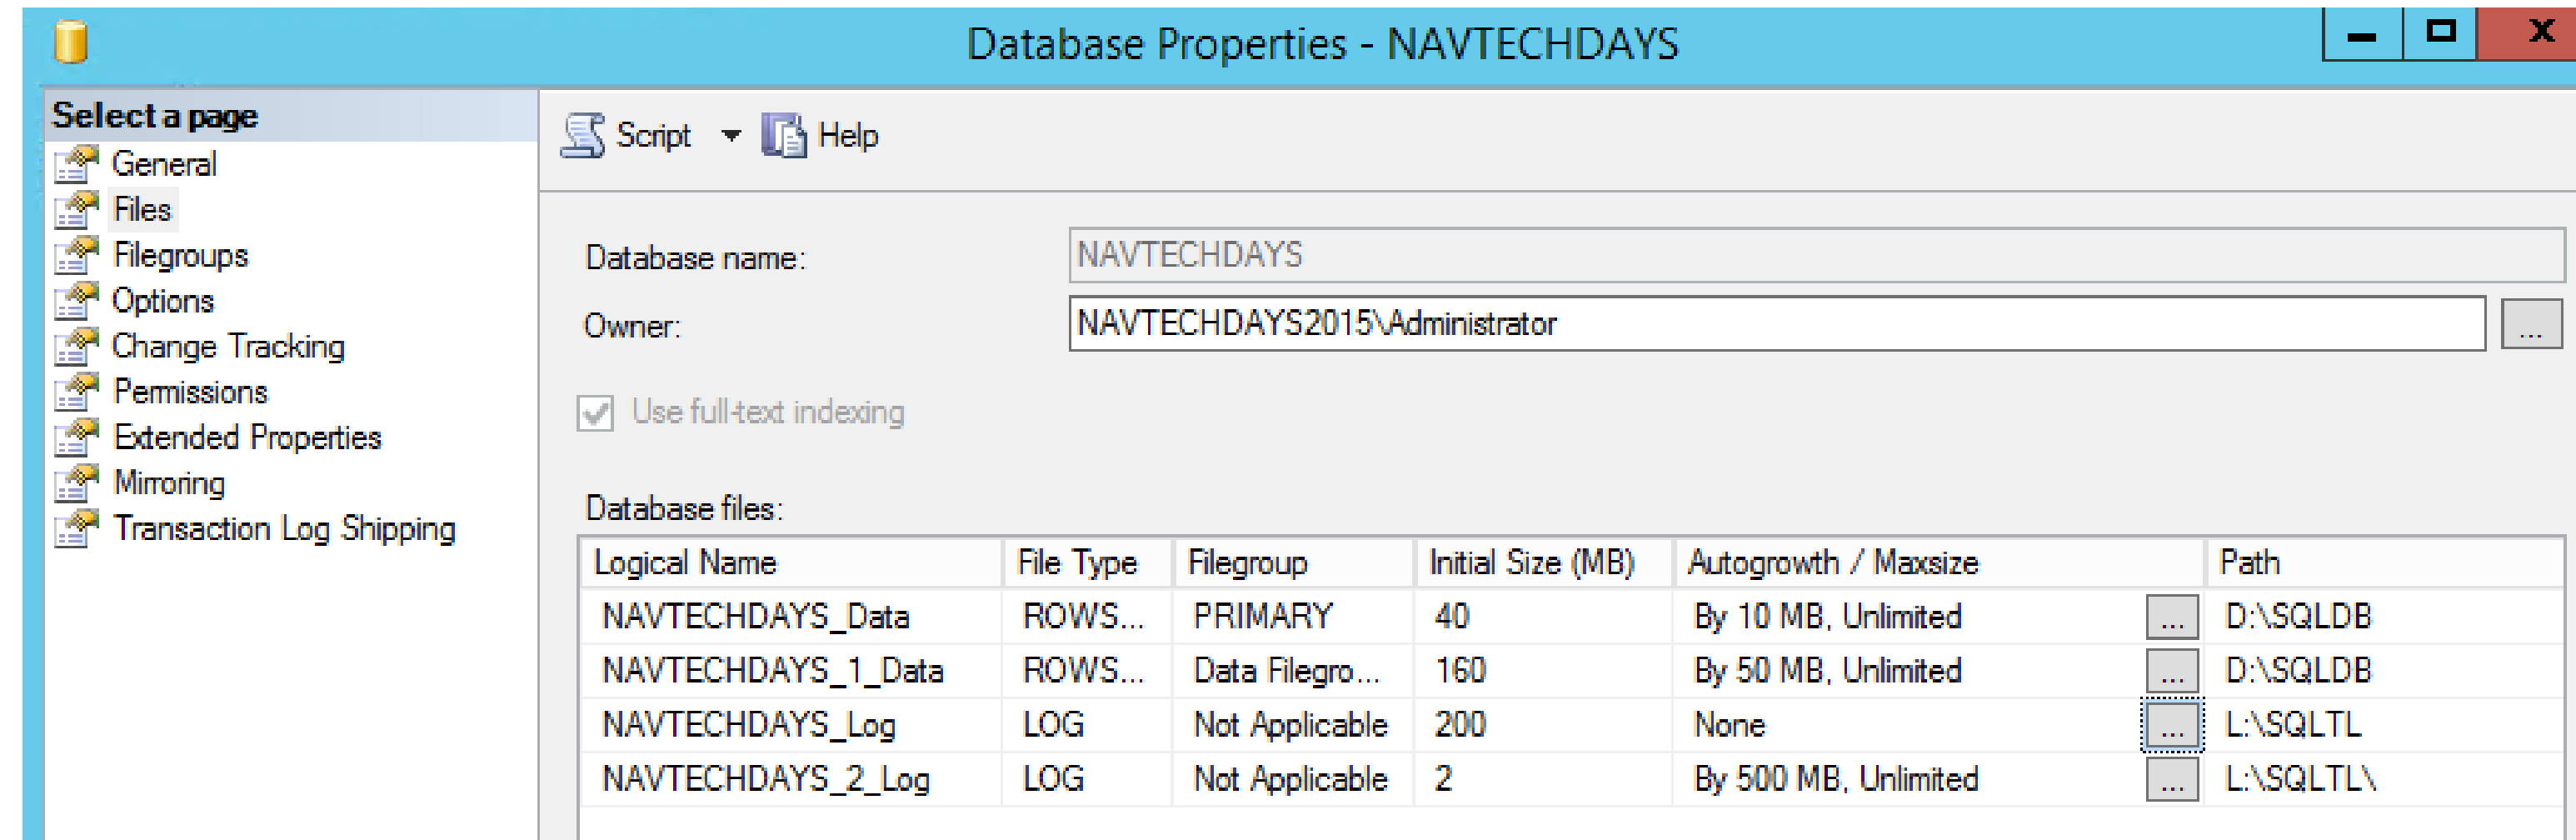 Database Properties - NAVTECHDAYS
X
Select a page
General
Files
Filegroups
Options
Change Tracking
Permissions
Extended Properties
Mirroring
Transaction Log Shipping
Script Help
Database name: NAVTECHDAYS
Owner: NAVTECHDAYS2015\Administrator ...
Use full-text indexing
Database files:
Logical Name File Type Filegroup Initial Size (MB) Autogrowth / Maxsize Path
NAVTECHDAYS_Data ROWS... PRIMARY 40 By 10 MB, Unlimited ... D:\SQLDB
NAVTECHDAYS_1_Data ROWS... Data Filegro... 160 By 50 MB, Unlimited ... D:\SQLDB
NAVTECHDAYS_Log LOG Not Applicable 200 None ... L:\SQLTL
NAVTECHDAYS_2_Log LOG Not Applicable 2 By 500 MB, Unlimited ... L:\SQLTL\